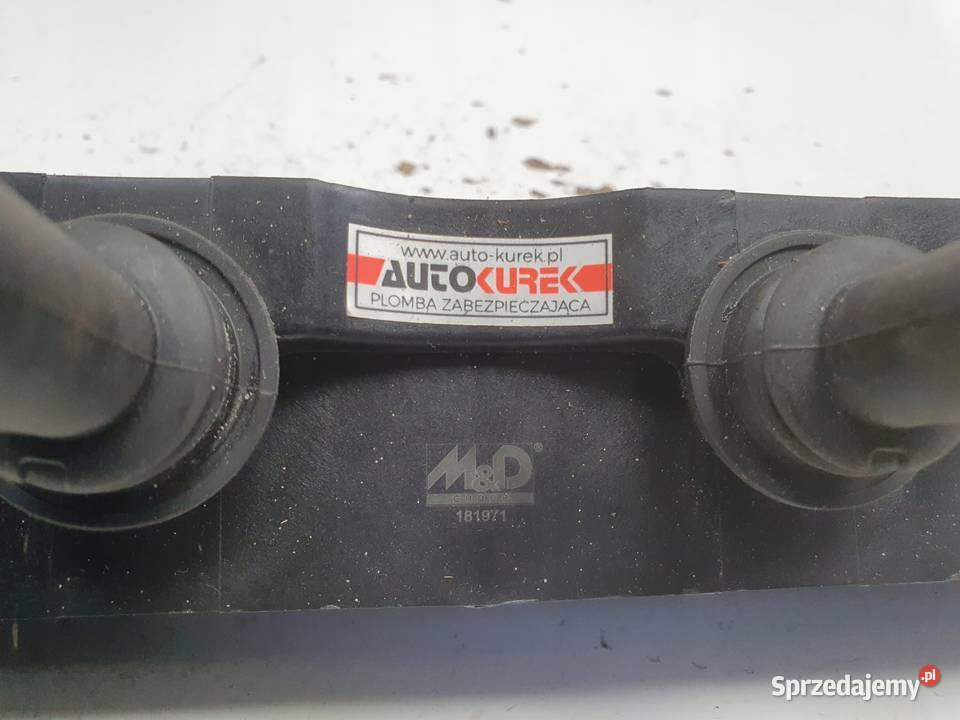 www.auto-kurek.pl
AUTOKUREK
PLOMBA ZABEZPIECZAJĄCA
M&D®
181971
Sprzedajemy.pl